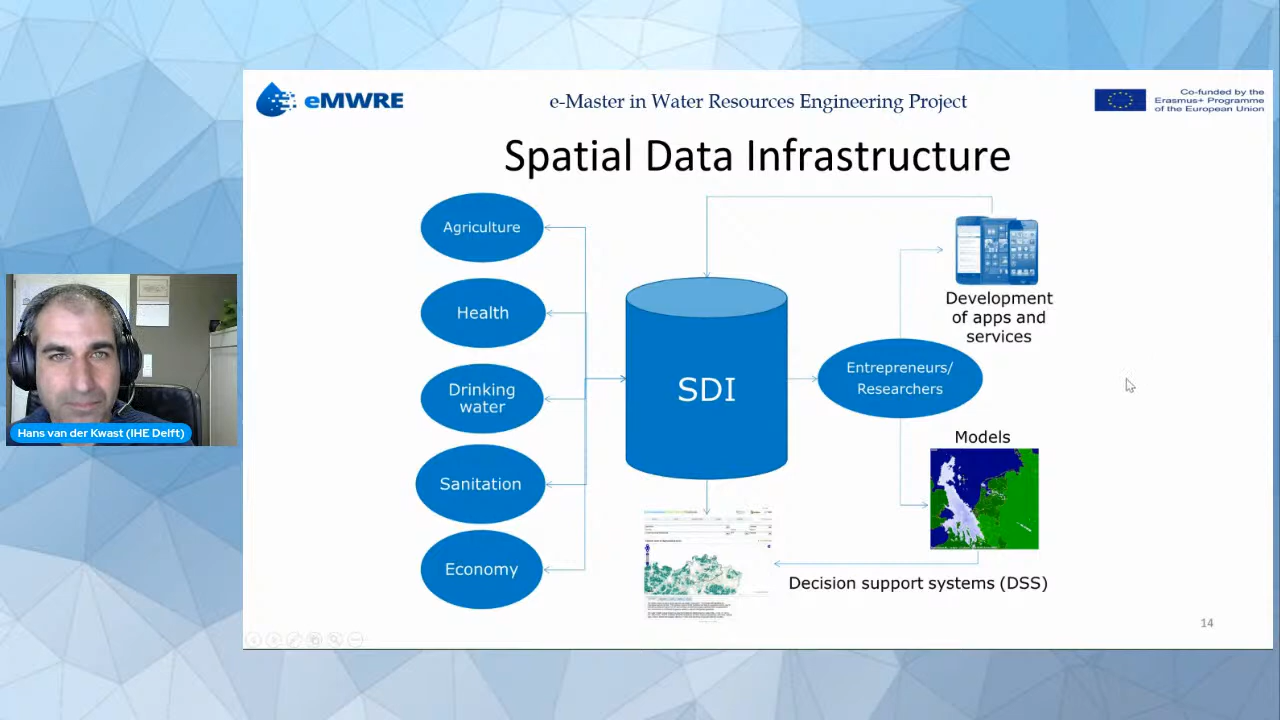 eMWRE
e-Master in Water Resources Engineering Project
Co-funded by the
Erasmus+ Programme
of the European Union
Spatial Data Infrastructure
Agriculture
Health
Drinking
water
Sanitation
Economy
SDI
Entrepreneurs/
Researchers
Development
of apps and
services
Models
Decision support systems (DSS)
14
Hans van der Kwast (IHE Delft)